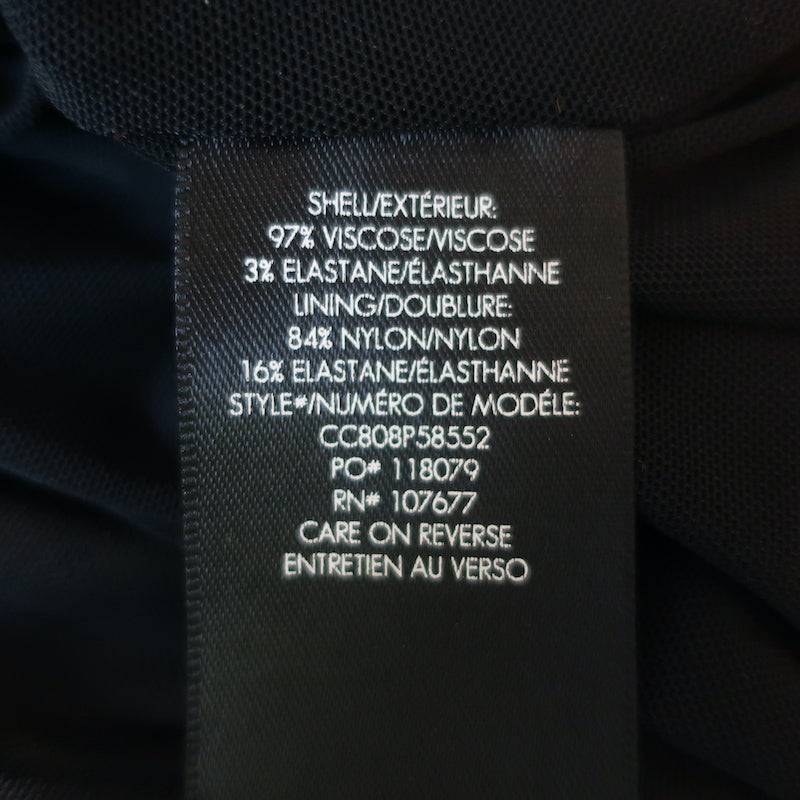 SHELL/EXTÉRIEUR:
97% VISCOSE/VISCOSE
3% ELASTANE/ÉLASTHANNE
LINING/DOUBLURE:
84% NYLON/NYLON
16% ELASTANE/ÉLASTHANNE
STYLE#/NUMÉRO DE MODÉLE:
CC808P58552
PO# 118079
RN# 107677
CARE ON REVERSE
ENTRETIEN AU VERSO